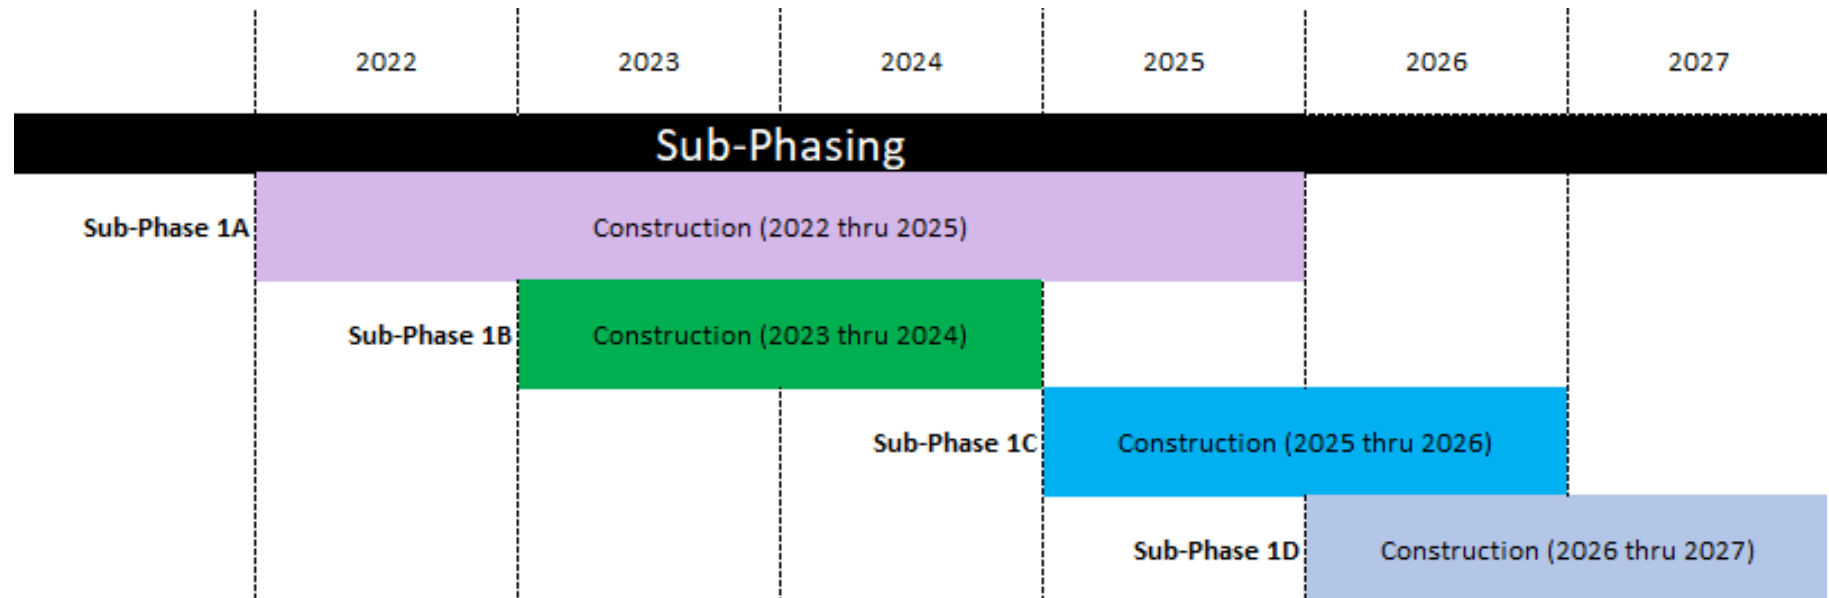 2022 2023 2024 2025 2026 2027
Sub-Phasing
Sub-Phase 1A Construction (2022 thru 2025)
Sub-Phase 1B Construction (2023 thru 2024)
Sub-Phase 1C Construction (2025 thru 2026)
Sub-Phase 1D Construction (2026 thru 2027)